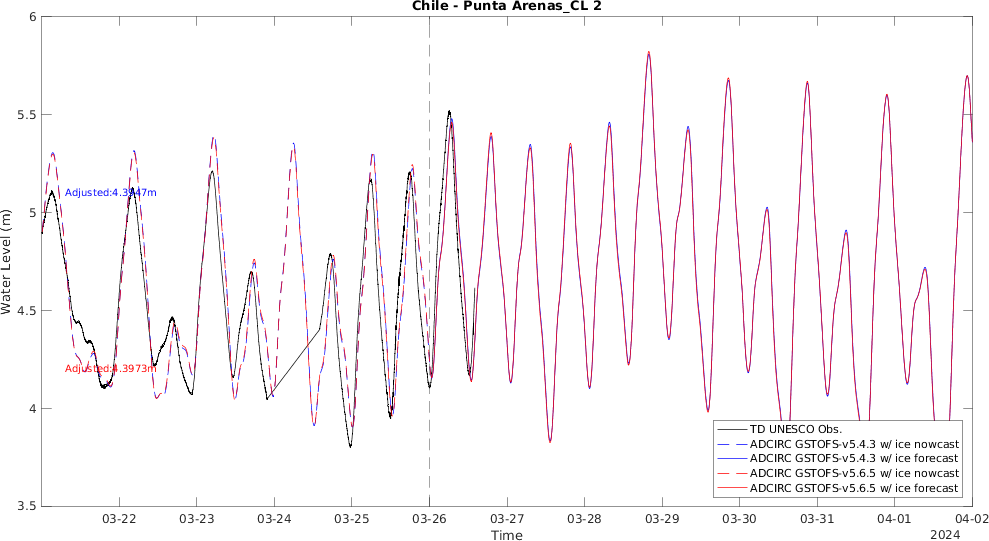 Chile - Punta Arenas_CL 2
6
5.5
5
4.5
4
3.5
Water Level (m)
Adjusted:4.3947m
Adjusted:4.3973m
TD UNESCO Obs.
ADCIRC GSTOFS-v5.4.3 w/ ice nowcast
ADCIRC GSTOFS-v5.4.3 w/ ice forecast
ADCIRC GSTOFS-v5.6.5 w/ ice nowcast
ADCIRC GSTOFS-v5.6.5 w/ ice forecast
03-22 03-23 03-24 03-25 03-26 03-27 03-28 03-29 03-30 03-31 04-01 04-02
Time
2024